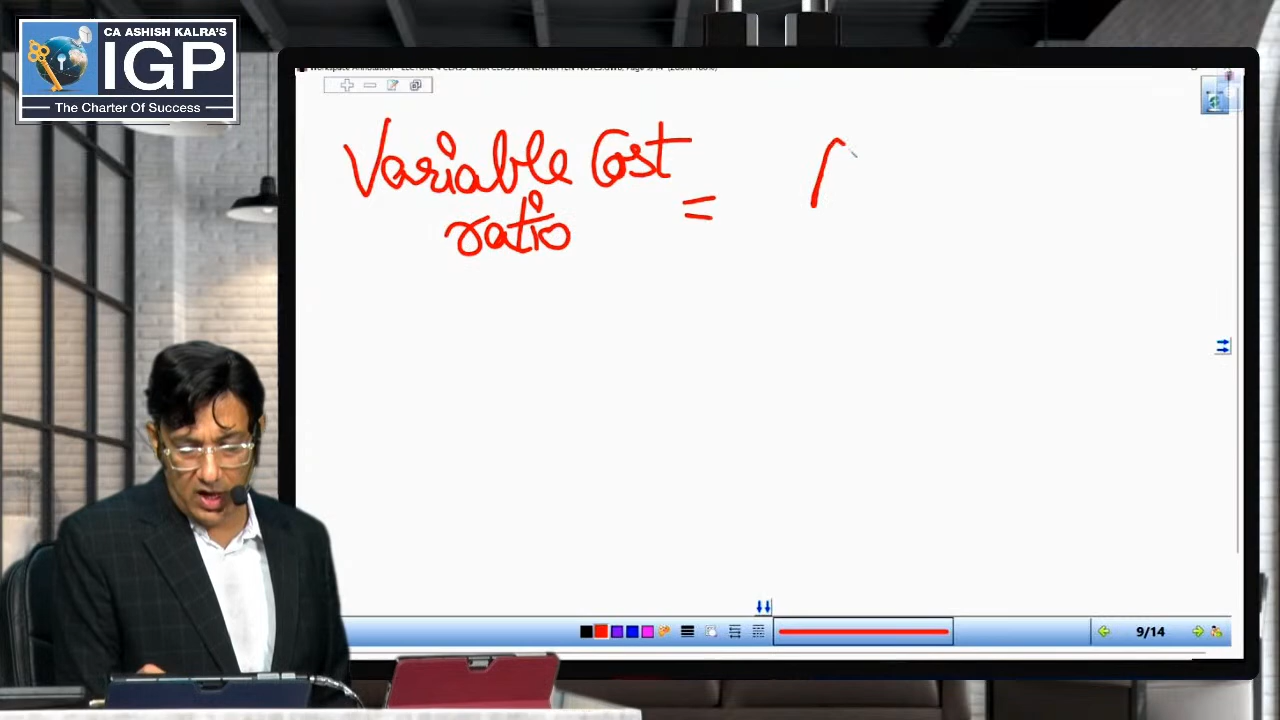 CA ASHISH KALRA'S
IGP
The Charter Of Success
Variable Cost
ratio =
9/14